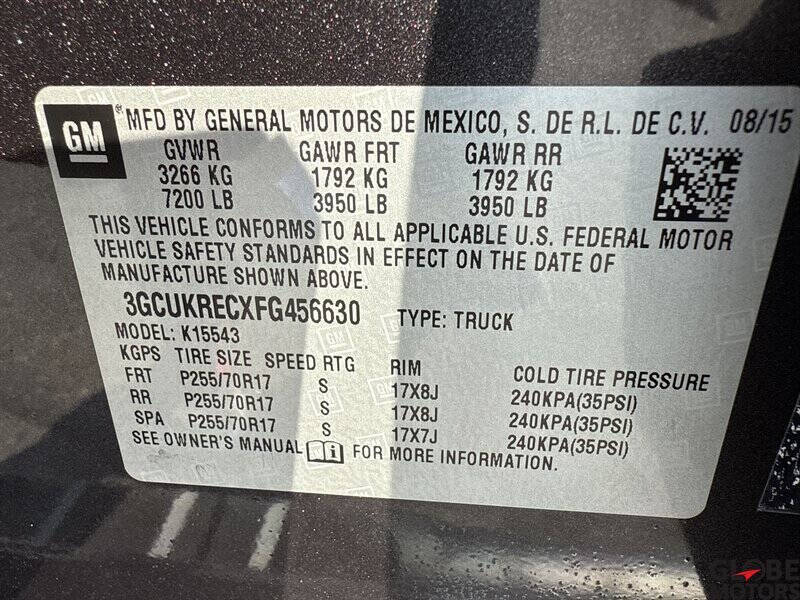 GM® MFD BY GENERAL MOTORS DE MEXICO, S. DE R.L. DE C.V. 08/15
GVWR GAWR FRT GAWR RR
3266 KG 1792 KG 1792 KG
7200 LB 3950 LB 3950 LB
THIS VEHICLE CONFORMS TO ALL APPLICABLE U.S. FEDERAL MOTOR
VEHICLE SAFETY STANDARDS IN EFFECT ON THE DATE OF
MANUFACTURE SHOWN ABOVE.
3GCUKRECXFG456630 TYPE: TRUCK
MODEL: K15543
KGPS TIRE SIZE SPEED RTG RIM COLD TIRE PRESSURE
FRT P255/70R17 S 17X8J 240KPA(35PSI)
RR P255/70R17 S 17X8J 240KPA(35PSI)
SPA P255/70R17 S 17X7J 240KPA(35PSI)
SEE OWNER'S MANUAL i FOR MORE INFORMATION.
GLOBE
MOTORS